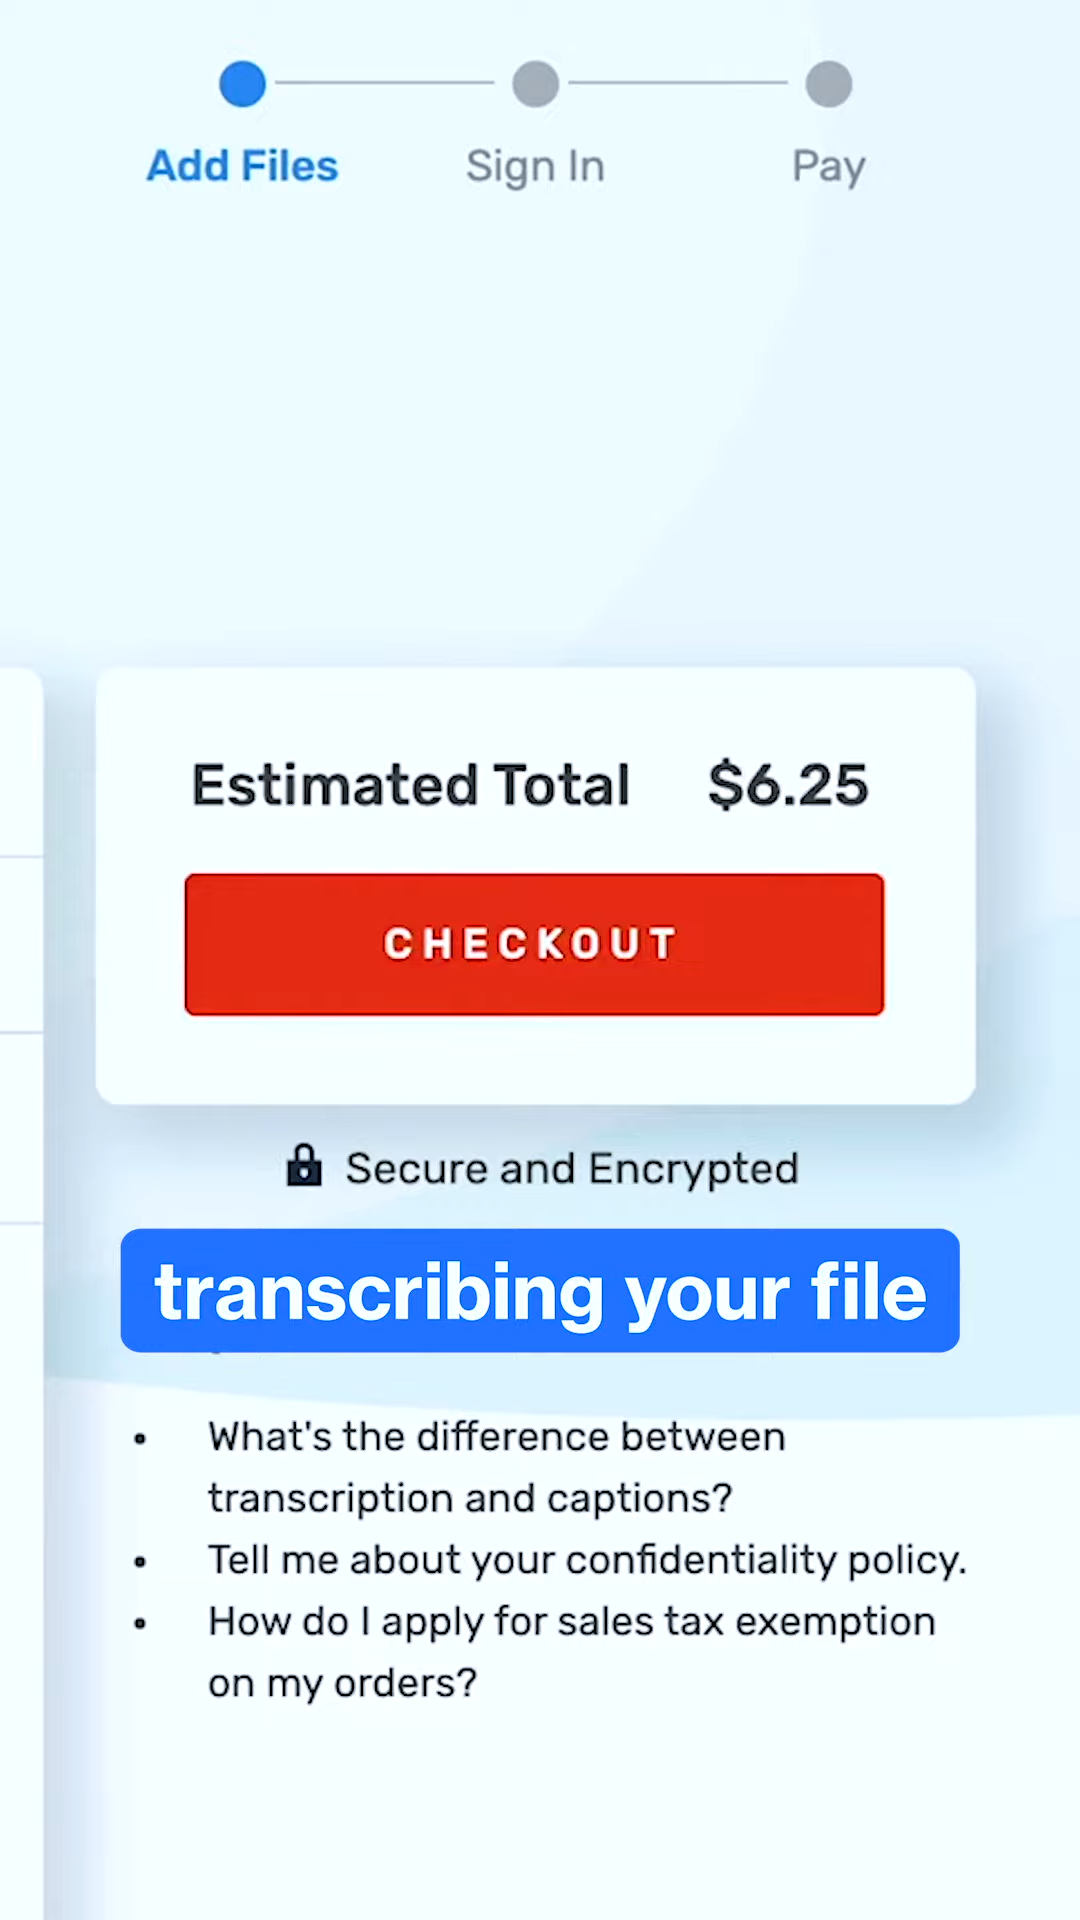 Add Files Sign In Pay
Estimated Total $6.25
CHECKOUT
Secure and Encrypted
transcribing your file
• What's the difference between
transcription and captions?
• Tell me about your confidentiality policy.
• How do I apply for sales tax exemption
on my orders?